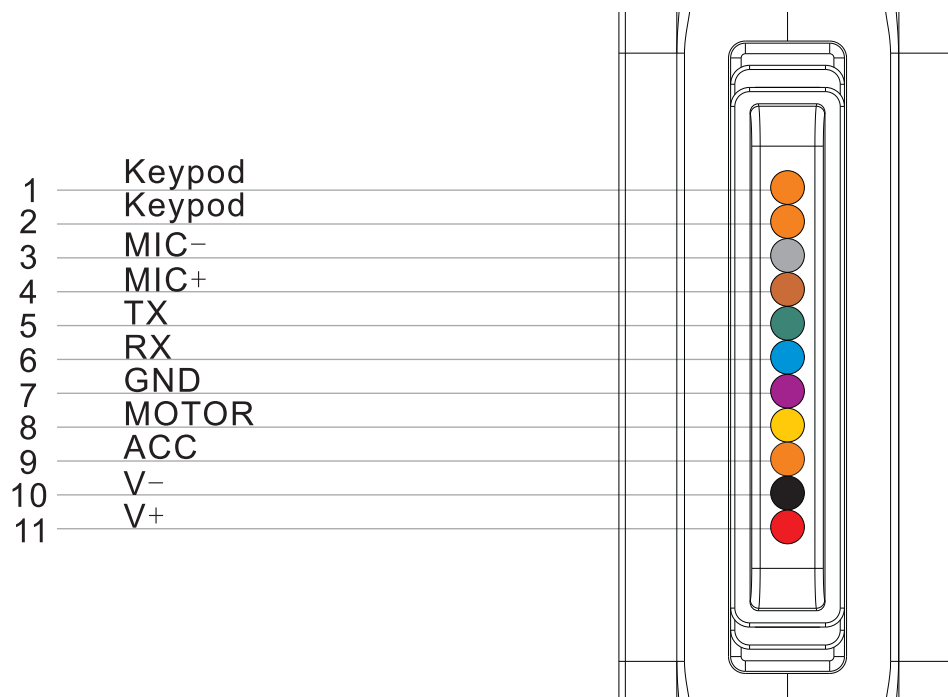 1 Keypod
2 Keypod
3 MIC−
4 MIC+
5 TX
6 RX
7 GND
8 MOTOR
9 ACC
10 V−
11 V+